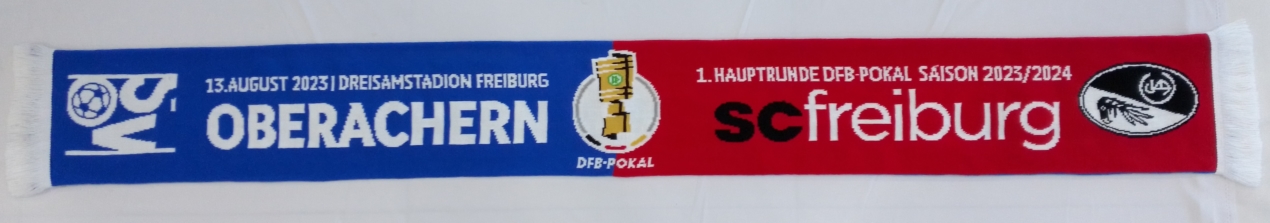 SV
13.AUGUST 2023 | DREISAMSTADION FREIBURG
OBERACHERN
DFB-POKAL
1. HAUPTRUNDE DFB-POKAL SAISON 2023/2024
scfreiburg